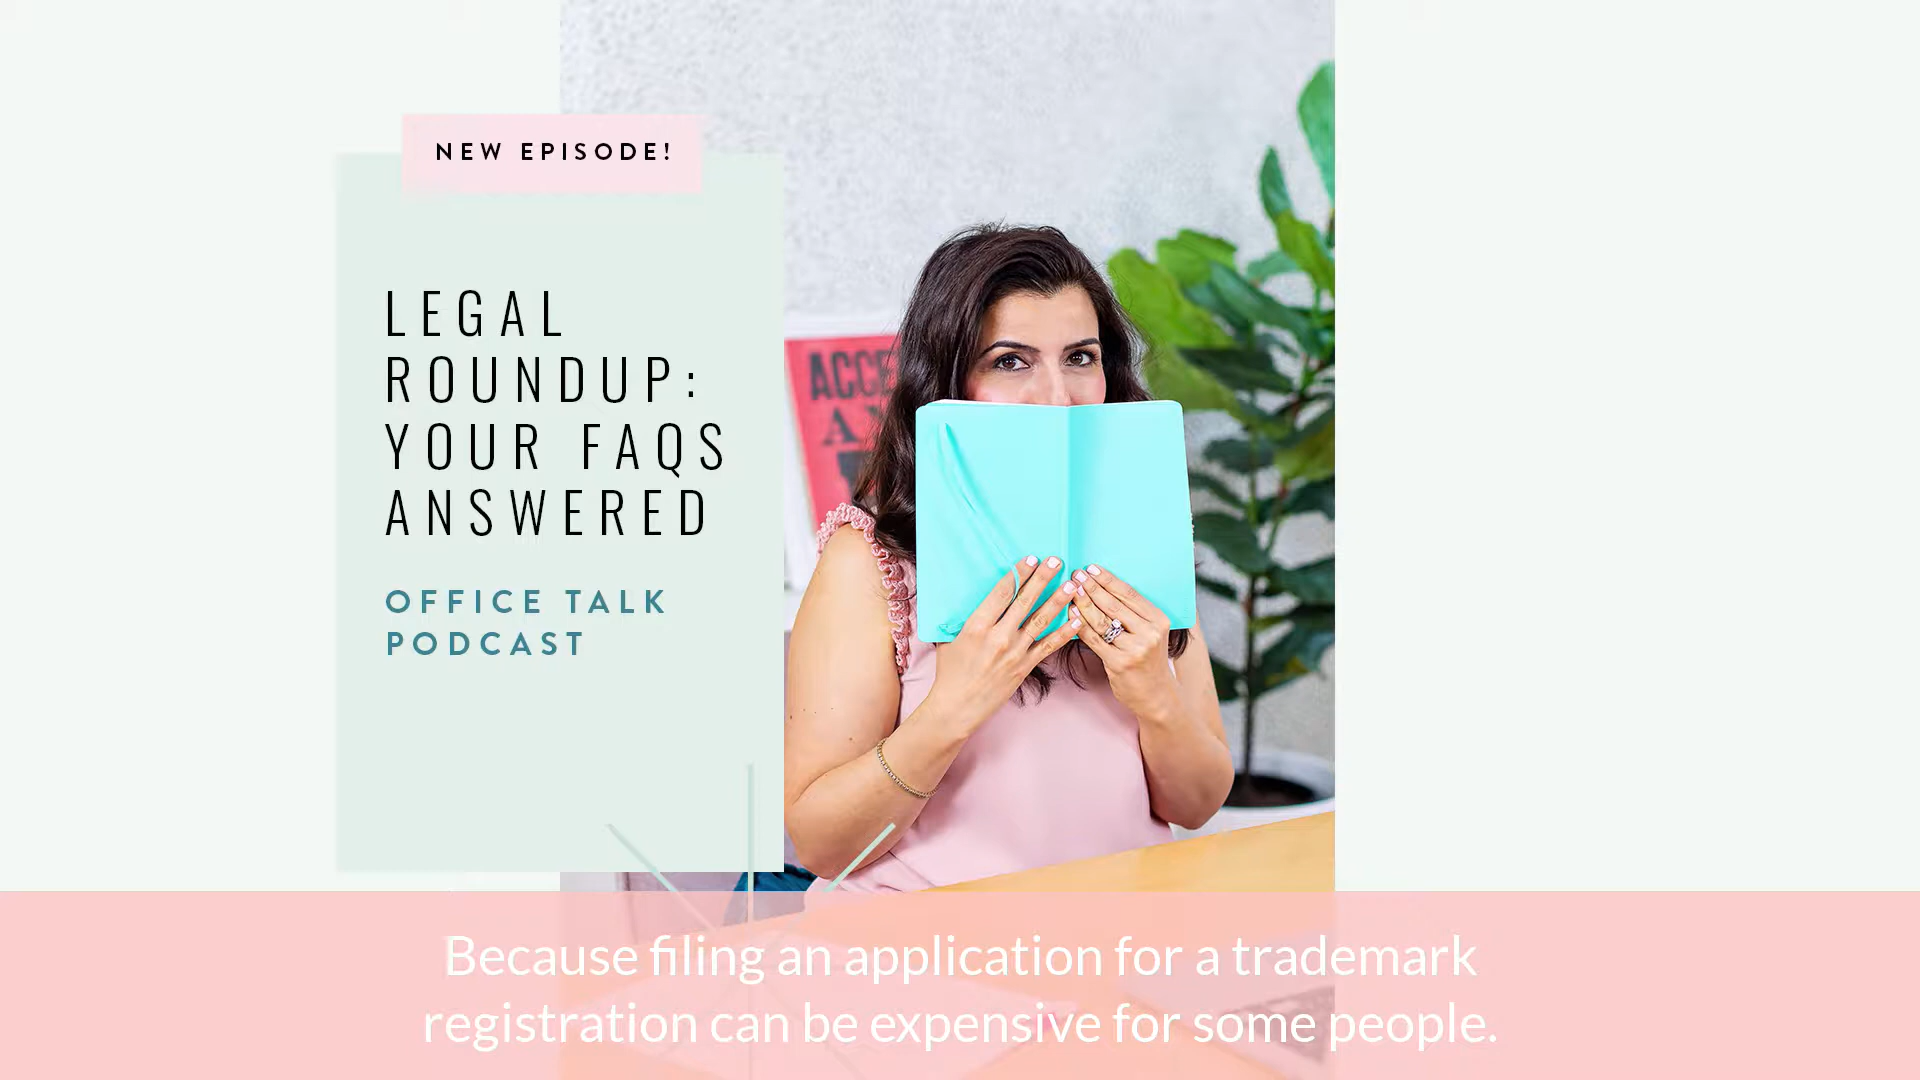 NEW EPISODE!
LEGAL
ROUNDUP:
YOUR FAQS
ANSWERED
OFFICE TALK
PODCAST
Because filing an application for a trademark
registration can be expensive for some people.